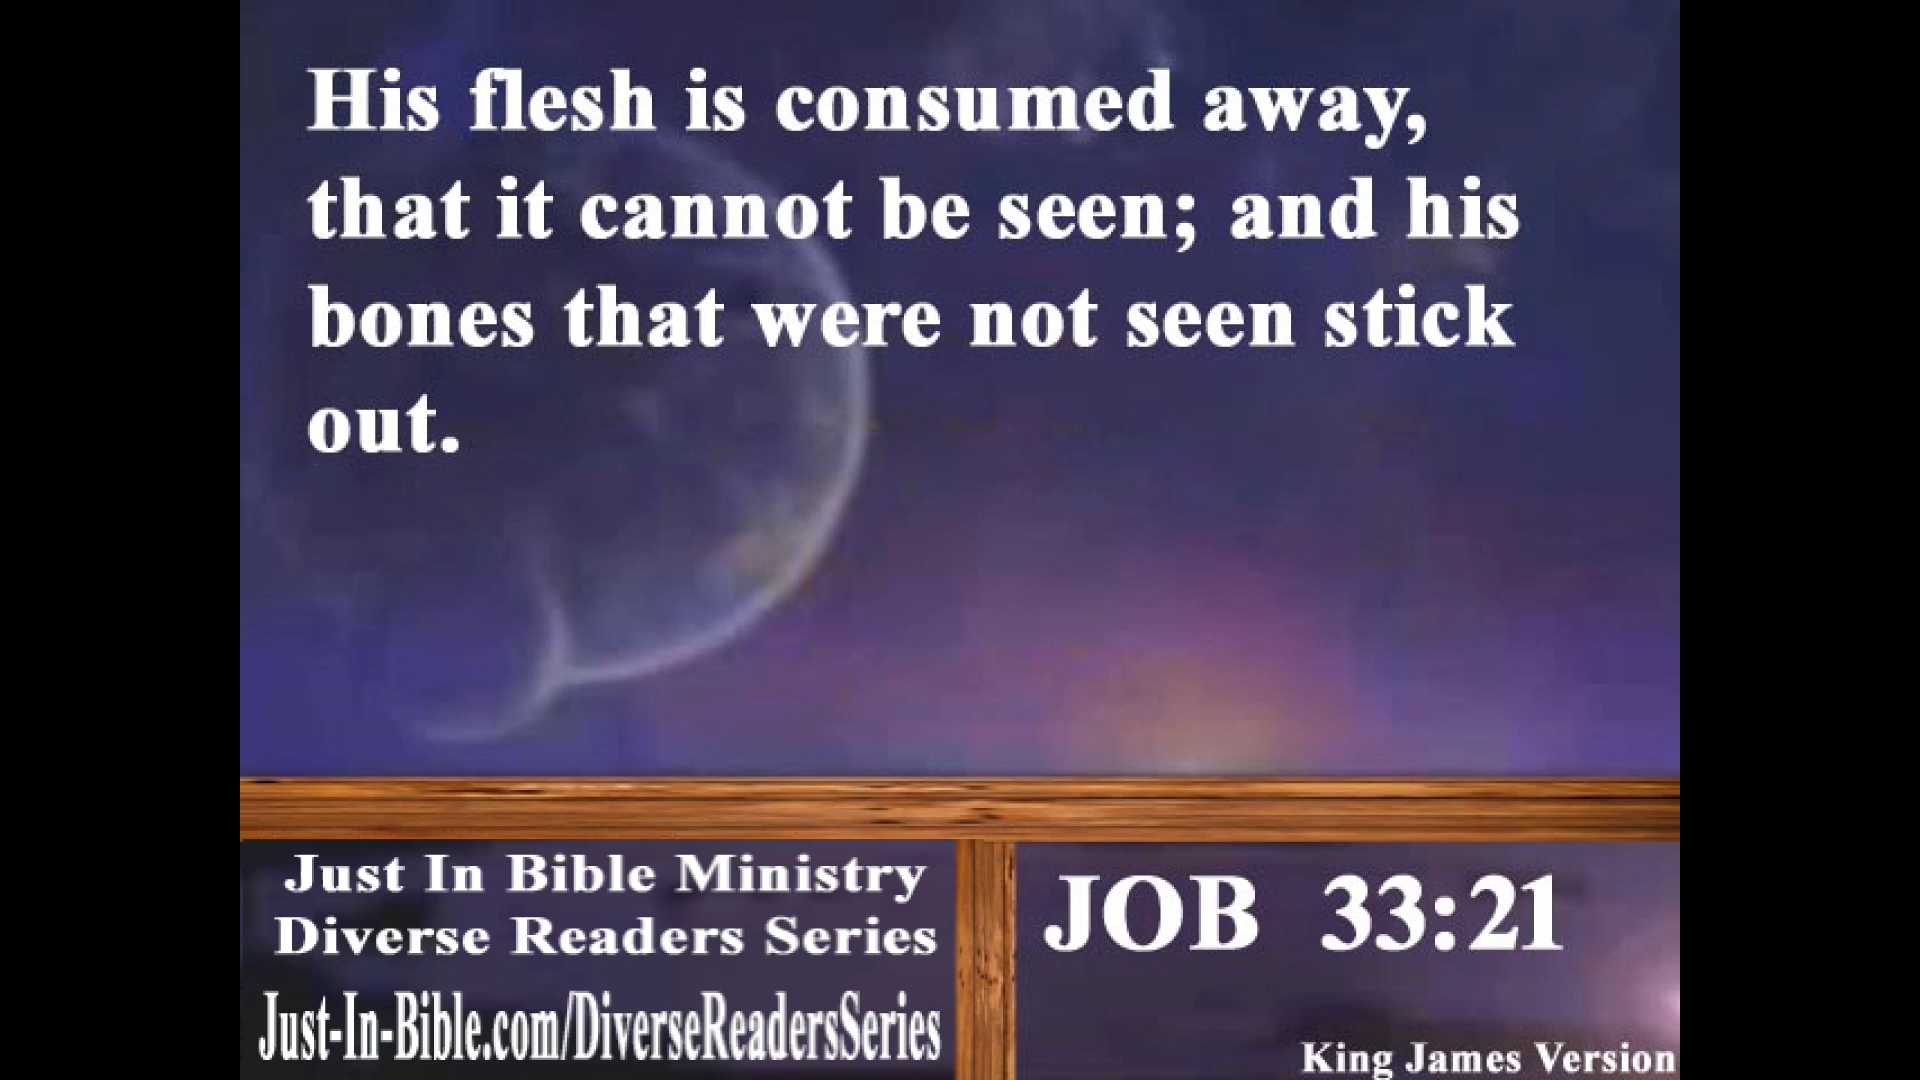 His flesh is consumed away,
that it cannot be seen; and his
bones that were not seen stick
out.
Just In Bible Ministry
Diverse Readers Series
Just-In-Bible.com/DiverseReadersSeries
JOB 33:21
King James Version